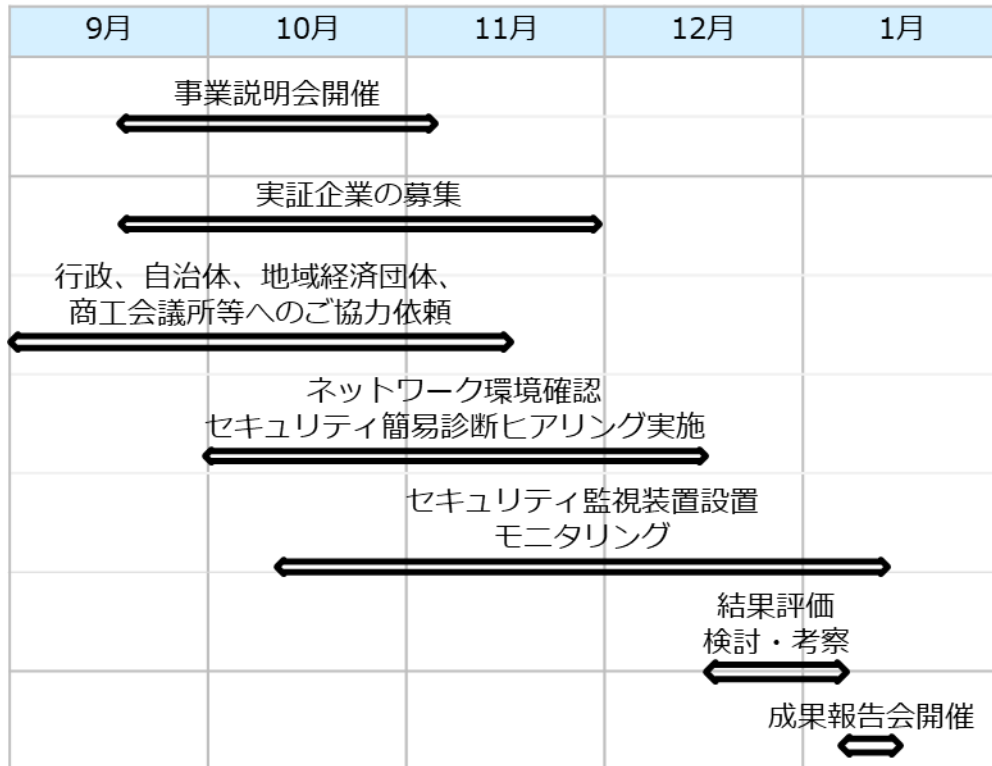 9月 10月 11月 12月 1月
事業説明会開催
実証企業の募集
行政、自治体、地域経済団体、
商工会議所等へのご協力依頼
ネットワーク環境確認
セキュリティ簡易診断ヒアリング実施
セキュリティ監視装置設置
モニタリング
結果評価
検討・考察
成果報告会開催